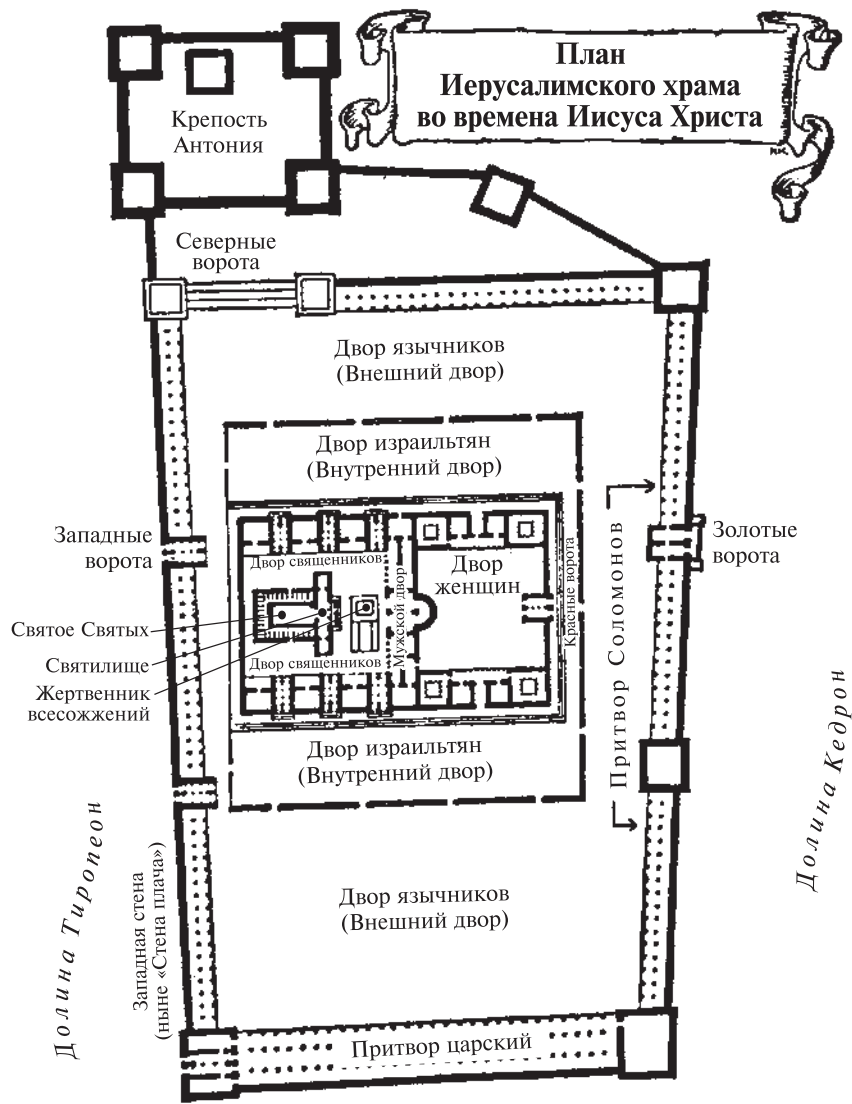 План
Иерусалимского храма
во времена Иисуса Христа
Крепость
Антония
Северные
ворота
Двор язычников
(Внешний двор)
Двор израильтян
(Внутренний двор)
Западные
ворота
Двор священников
Мужской двор
Двор
женщин
Красные ворота
Притвор Соломонов
Золотые
ворота
Святое Святых
Святилище
Жертвенник
всесожжений
Двор священников
Двор израильтян
(Внутренний двор)
Долина Кедрон
Долина Тиропеон
Западная стена
(ныне «Стена плача»)
Двор язычников
(Внешний двор)
Притвор царский